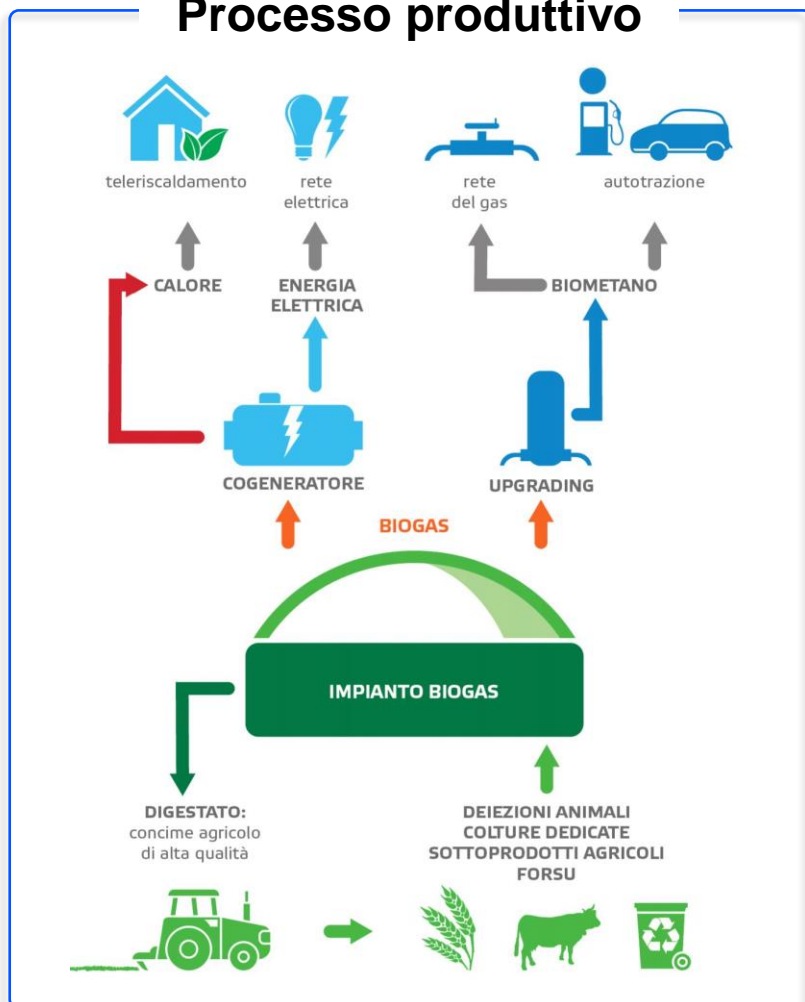 Processo produttivo
teleriscaldamento
rete
elettrica
rete
del gas
autotrazione
CALORE
ENERGIA
ELETTRICA
BIOMETANO
COGENERATORE
UPGRADING
BIOGAS
IMPIANTO BIOGAS
DIGESTATO:
concime agricolo
di alta qualità
DEIEZIONI ANIMALI
COLTURE DEDICATE
SOTTOPRODOTTI AGRICOLI
FORSU